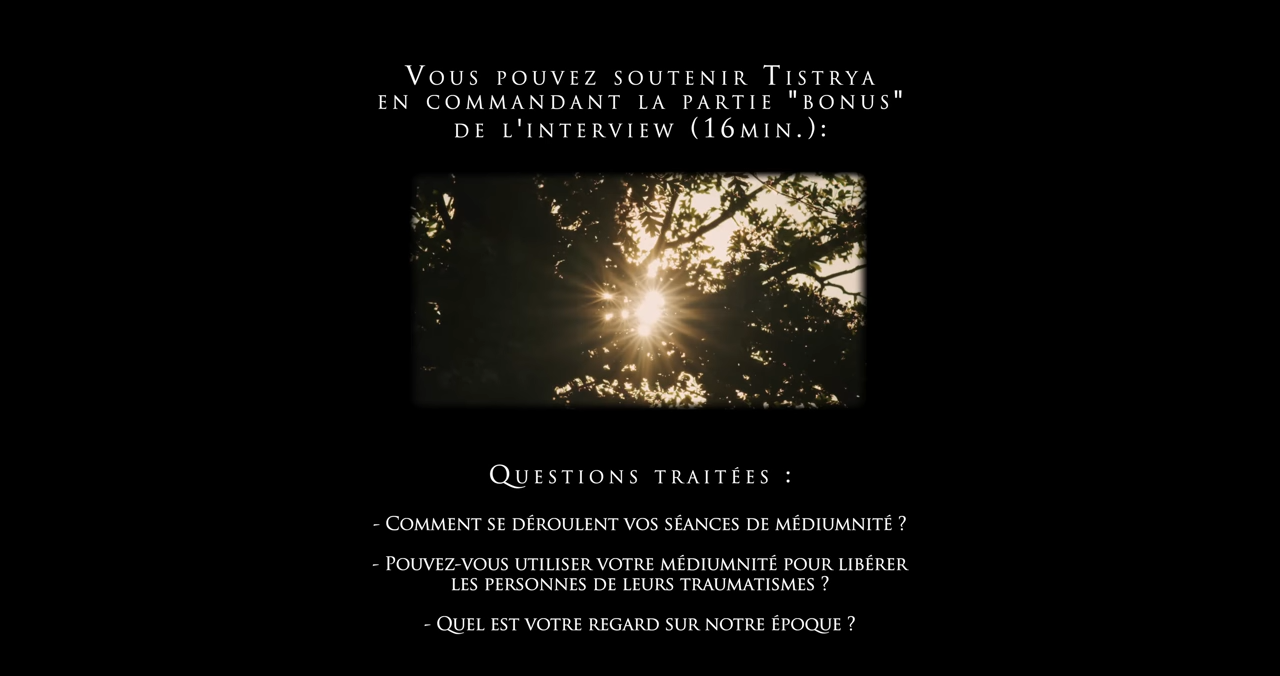 Vous pouvez soutenir Tistrya
en commandant la partie "bonus"
de l'interview (16min.):
Questions traitées :
- Comment se déroulent vos séances de médiumnité ?
- Pouvez-vous utiliser votre médiumnité pour libérer
les personnes de leurs traumatismes ?
- Quel est votre regard sur notre époque ?